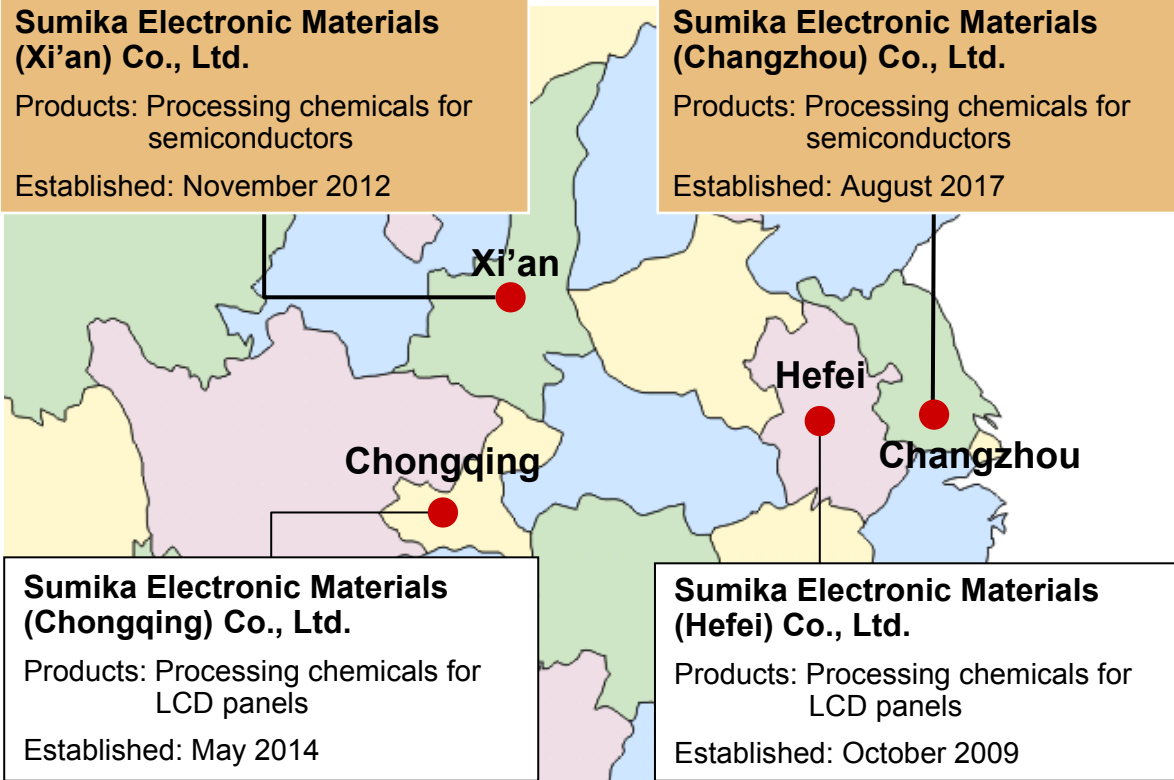 Sumika Electronic Materials
(Xi’an) Co., Ltd.
Products: Processing chemicals for
semiconductors
Established: November 2012
Sumika Electronic Materials
(Changzhou) Co., Ltd.
Products: Processing chemicals for
semiconductors
Established: August 2017
Xi’an
Hefei
Changzhou
Chongqing
Sumika Electronic Materials
(Chongqing) Co., Ltd.
Products: Processing chemicals for
LCD panels
Established: May 2014
Sumika Electronic Materials
(Hefei) Co., Ltd.
Products: Processing chemicals for
LCD panels
Established: October 2009